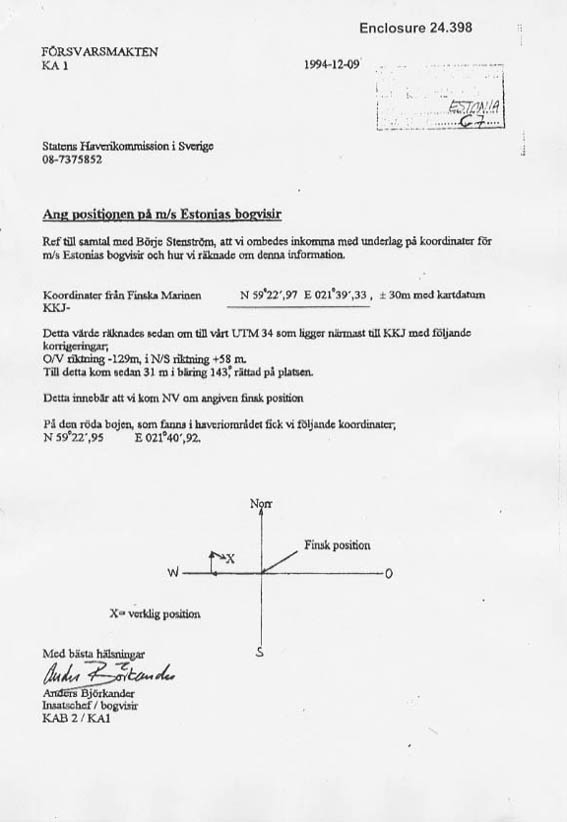 Enclosure 24.398
FÖRSVARSMAKTEN
KA 1
1994-12-09
ESTONIA
C7
Statens Haverikommission i Sverige
08-7375852
Ang positionen på m/s Estonias bogvisir
Ref till samtal med Börje Stenström, att vi ombedes inkomma med underlag på koordinater för
m/s Estonias bogvisir och hur vi räknade om denna information.
Koordinater från Finska Marinen N 59°22´,97 E 021°39´,33 , ± 30m med kartdatum
KKJ-
Detta värde räknades sedan om till vårt UTM 34 som ligger närmast till KKJ med följande
korrigeringar;
O/V riktning -129m, i N/S riktning +58 m.
Till detta kom sedan 31 m i bäring 143°, rättad på platsen.
Detta innebär att vi kom NV om angiven finsk position
På den röda bojen, som fanns i haveriområdet fick vi följande koordinater;
N 59°22´,95 E 021°40´,92.
Norr
Finsk position
X
W
O
X= verklig position
S
Med bästa hälsningar
Anders Björkander
Anders Björkander
Insatschef / bogvisir
KAB 2 / KA1